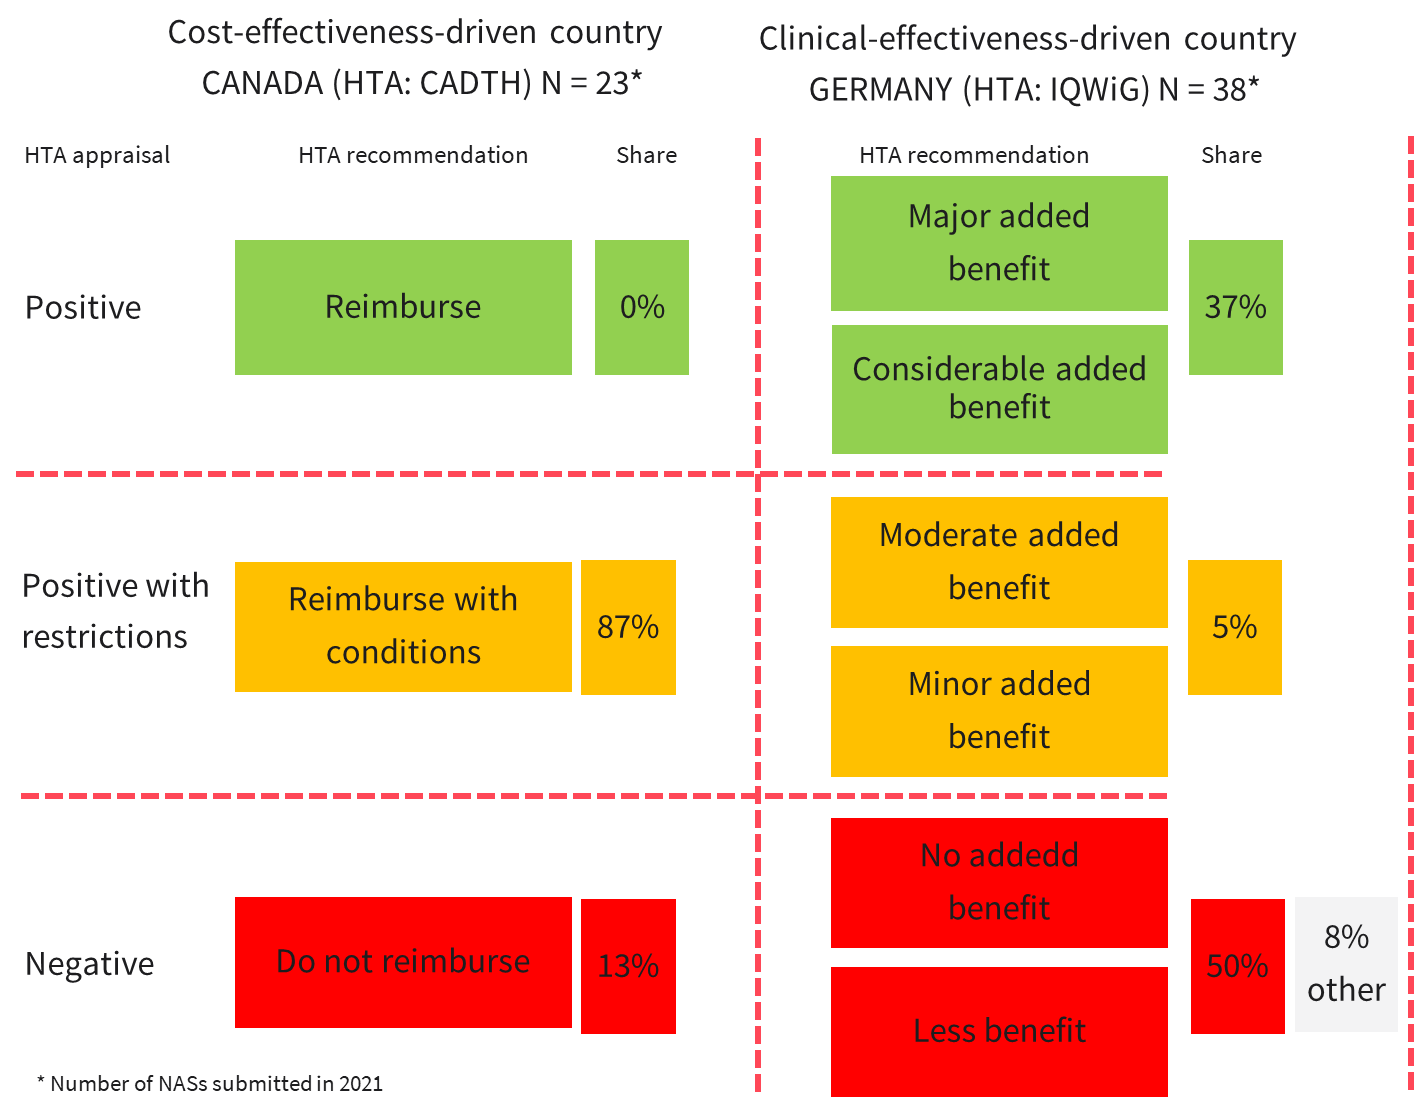 Cost-effectiveness-driven country
CANADA (HTA: CADTH) N = 23*
Clinical-effectiveness-driven country
GERMANY (HTA: IQWiG) N = 38*
HTA appraisal
HTA recommendation
Share
HTA recommendation
Share
Positive
Reimburse
0%
Major added
benefit
Considerable added
benefit
37%
Positive with
restrictions
Reimburse with
conditions
87%
Moderate added
benefit
Minor added
benefit
5%
Negative
Do not reimburse
13%
No addedd
benefit
Less benefit
50%
8%
other
* Number of NASs submitted in 2021